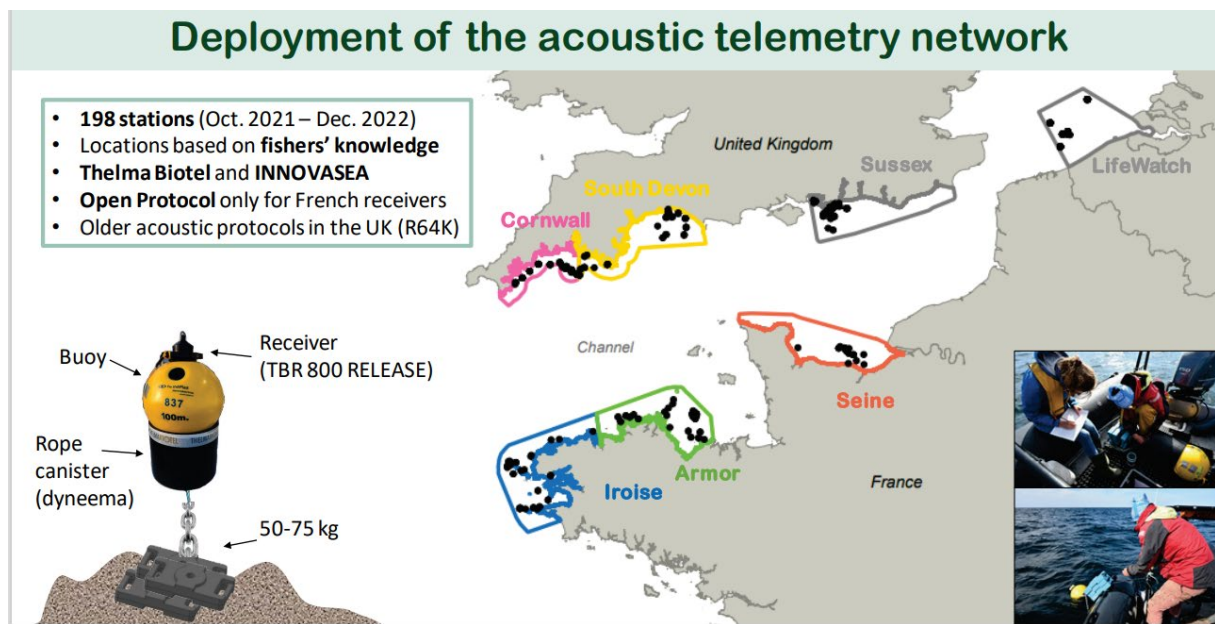 Deployment of the acoustic telemetry network
• 198 stations (Oct. 2021 – Dec. 2022)
• Locations based on fishers' knowledge
• Thelma Biotel and INNOVASEA
• Open Protocol only for French receivers
• Older acoustic protocols in the UK (R64K)
United Kingdom
Sussex
LifeWatch
South Devon
Cornwall
Channel
Seine
Armor
Iroise
France
Buoy
Receiver
(TBR 800 RELEASE)
837
100m.
Rope
canister
(dyneema)
50-75 kg